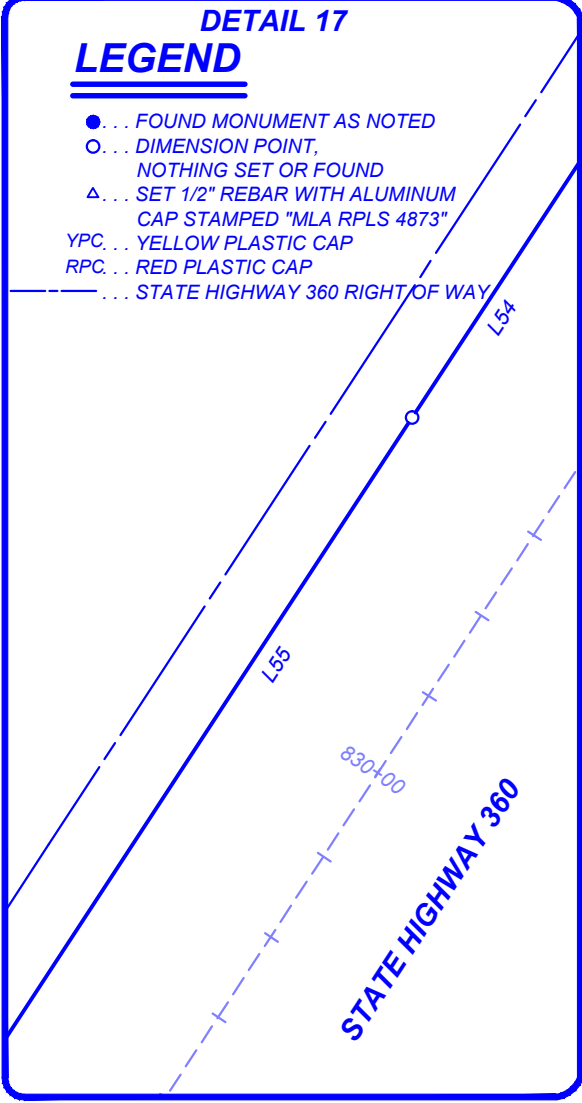 DETAIL 17
LEGEND
. . . FOUND MONUMENT AS NOTED
. . . DIMENSION POINT,
NOTHING SET OR FOUND
. . . SET 1/2" REBAR WITH ALUMINUM
CAP STAMPED "MLA RPLS 4873"
YPC. . . YELLOW PLASTIC CAP
RPC. . . RED PLASTIC CAP
. . . STATE HIGHWAY 360 RIGHT OF WAY
L54
L55
830+00
STATE HIGHWAY 360